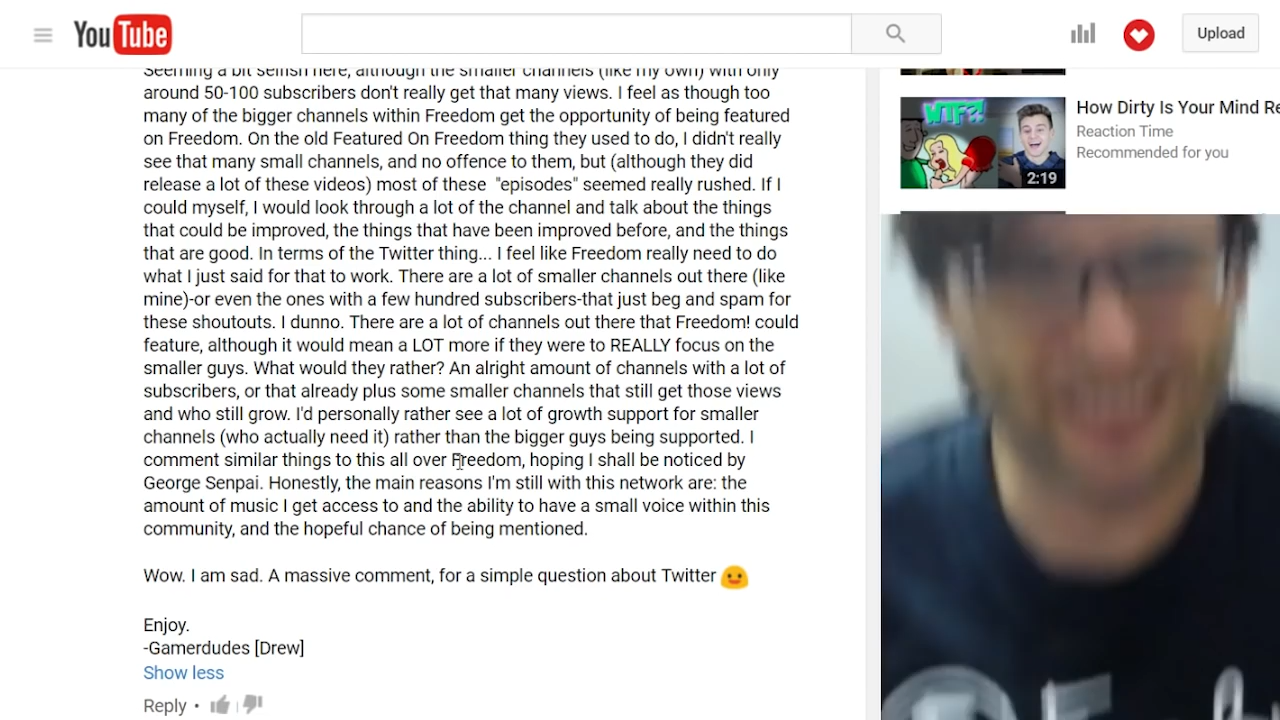 YouTube
Upload
Seeming a bit selfish here, although the smaller channels (like my own) with only
around 50-100 subscribers don't really get that many views. I feel as though too
many of the bigger channels within Freedom get the opportunity of being featured
on Freedom. On the old Featured On Freedom thing they used to do, I didn't really
see that many small channels, and no offence to them, but (although they did
release a lot of these videos) most of these "episodes" seemed really rushed. If I
could myself, I would look through a lot of the channel and talk about the things
that could be improved, the things that have been improved before, and the things
that are good. In terms of the Twitter thing... I feel like Freedom really need to do
what I just said for that to work. There are a lot of smaller channels out there (like
mine)-or even the ones with a few hundred subscribers-that just beg and spam for
these shoutouts. I dunno. There are a lot of channels out there that Freedom! could
feature, although it would mean a LOT more if they were to REALLY focus on the
smaller guys. What would they rather? An alright amount of channels with a lot of
subscribers, or that already plus some smaller channels that still get those views
and who still grow. I'd personally rather see a lot of growth support for smaller
channels (who actually need it) rather than the bigger guys being supported. I
comment similar things to this all over Freedom, hoping I shall be noticed by
George Senpai. Honestly, the main reasons I'm still with this network are: the
amount of music I get access to and the ability to have a small voice within this
community, and the hopeful chance of being mentioned.
Wow. I am sad. A massive comment, for a simple question about Twitter
Enjoy.
-Gamerdudes [Drew]
Show less
Reply •
WTF?!
2:19
How Dirty Is Your Mind Re
Reaction Time
Recommended for you